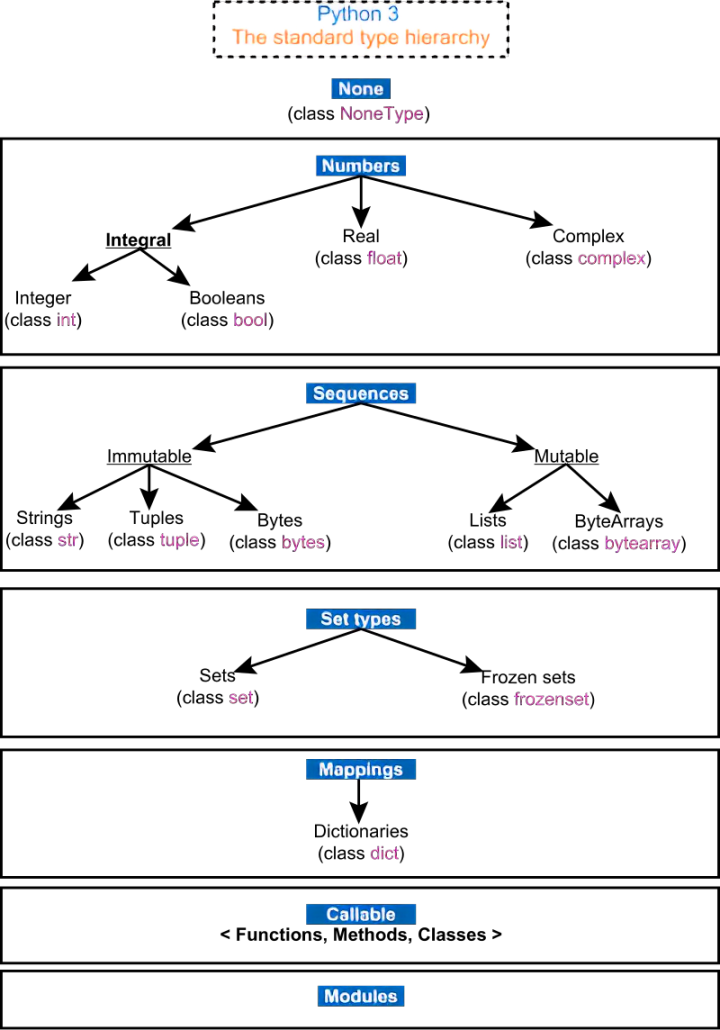 Python 3
The standard type hierarchy
None
(class NoneType)
Numbers
Integral
Real
(class float)
Complex
(class complex)
Integer
(class int)
Booleans
(class bool)
Sequences
Immutable
Mutable
Strings
(class str)
Tuples
(class tuple)
Bytes
(class bytes)
Lists
(class list)
ByteArrays
(class bytearray)
Set types
Sets
(class set)
Frozen sets
(class frozenset)
Mappings
Dictionaries
(class dict)
Callable
< Functions, Methods, Classes >
Modules